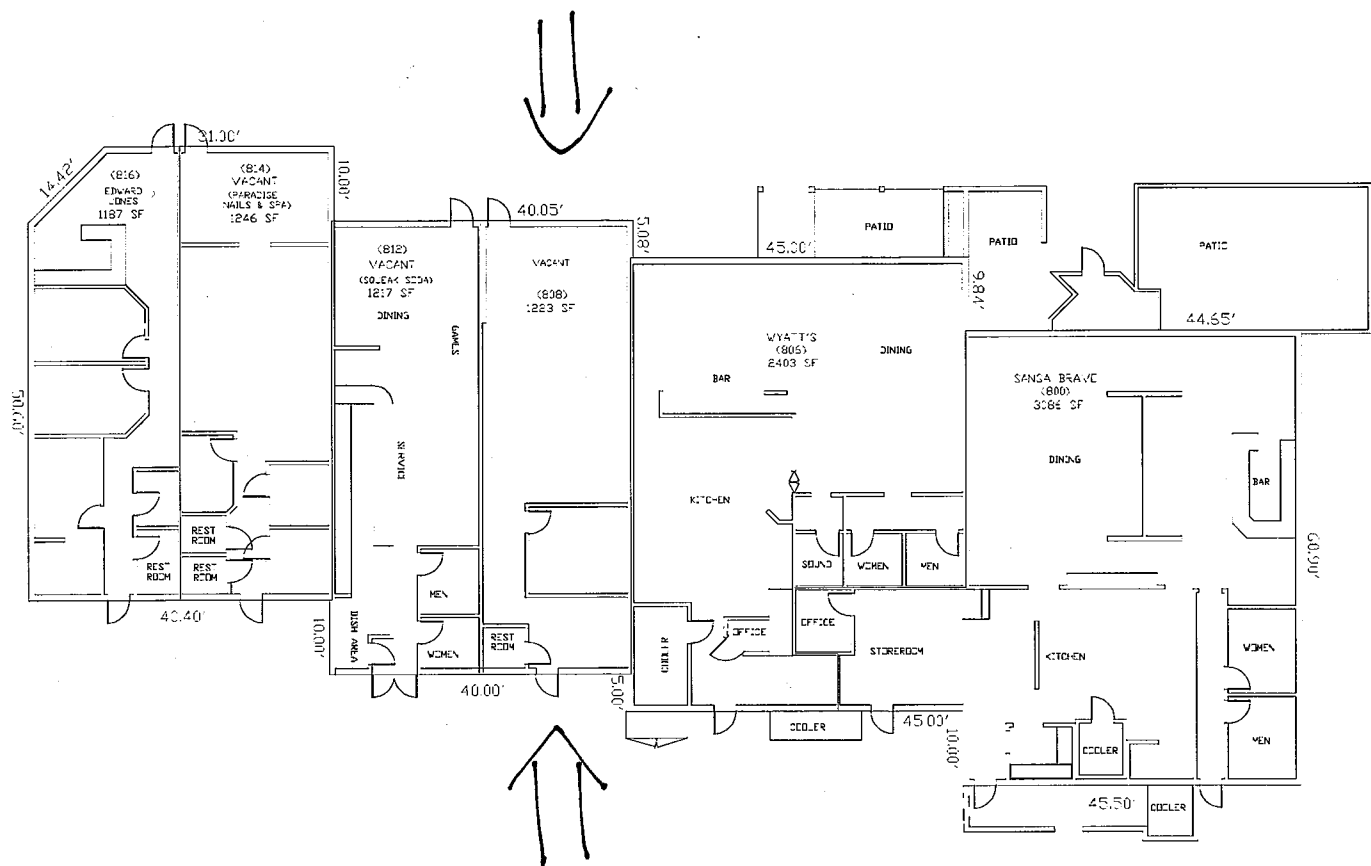 31.00'
14.42'
(816)
EDWARD
JONES
1187 SF
(814)
VACANT
(PARADISE
NAILS & SPA)
1246 SF
10.00'
50.60'
REST
ROOM
REST
ROOM
REST
ROOM
40.40'
40.05'
5.08'
(812)
VACANT
(SOLEAK SODA)
1217 SF
DINING
GAMES
SERVICE
MEN
WOMEN
DISH AREA
10.00'
VACANT
(808)
1223 SF
REST
ROOM
40.00'
5.00'
45.00'
PATIO
PATIO
PATIO
9.84'
44.65'
WYATT'S
(806)
2403 SF
DINING
BAR
KITCHEN
SOUND
WOMEN
MEN
OFFICE
OFFICE
COOLER
STOREROOM
COOLER
45.00'
10.00'
SANGA BRAVE
(800)
3086 SF
DINING
BAR
60.90'
KITCHEN
WOMEN
MEN
COOLER
45.50'
COOLER